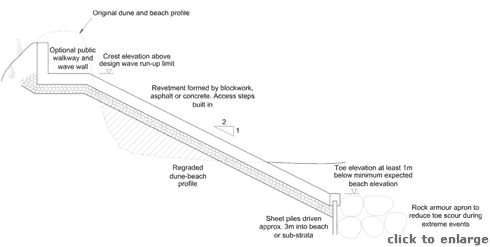 Original dune and beach profile
Optional public
walkway and
wave wall
Crest elevation above
design wave run-up limit
Revetment formed by blockwork,
asphalt or concrete. Access steps
built in
2
1
Regraded
dune-beach
profile
Toe elevation at least 1m
below minimum expected
beach elevation
Sheet piles driven
approx. 3m into beach
or sub-strata
Rock armour apron to
reduce toe scour during
extreme events
click to enlarge